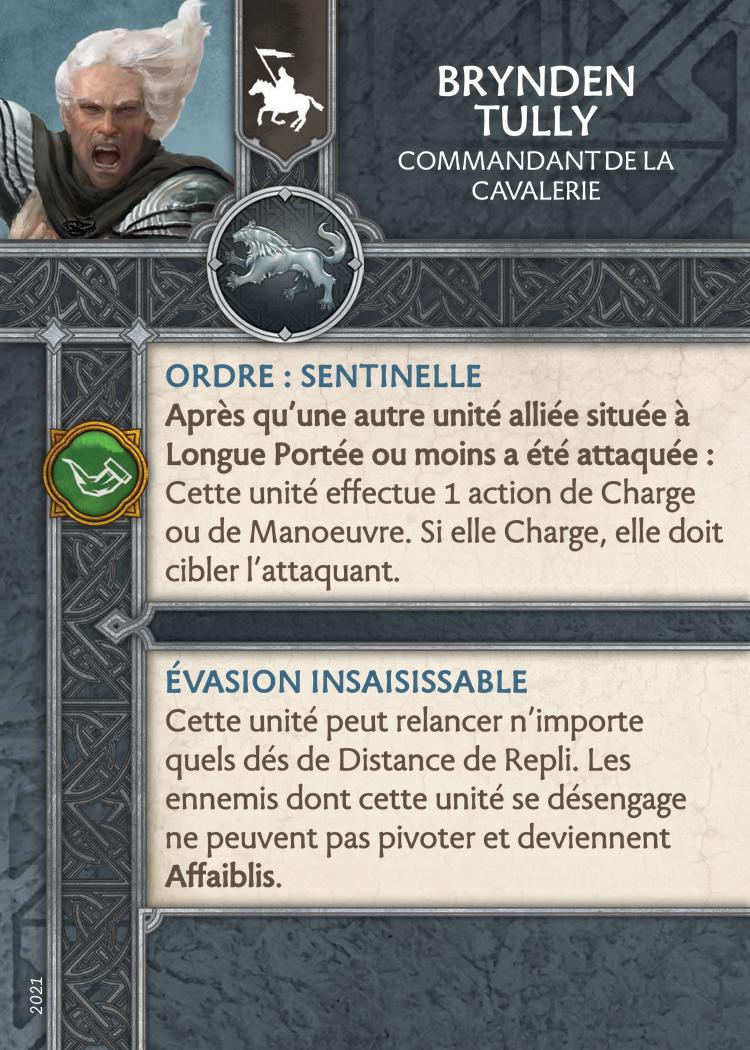 BRYNDEN
TULLY
COMMANDANT DE LA
CAVALERIE
ORDRE : SENTINELLE
Après qu'une autre unité alliée située à
Longue Portée ou moins a été attaquée :
Cette unité effectue 1 action de Charge
ou de Manoeuvre. Si elle Charge, elle doit
cibler l'attaquant.
ÉVASION INSAISISSABLE
Cette unité peut relancer n'importe
quels dés de Distance de Repli. Les
ennemis dont cette unité se désengage
ne peuvent pas pivoter et deviennent
Affaiblis.
2021